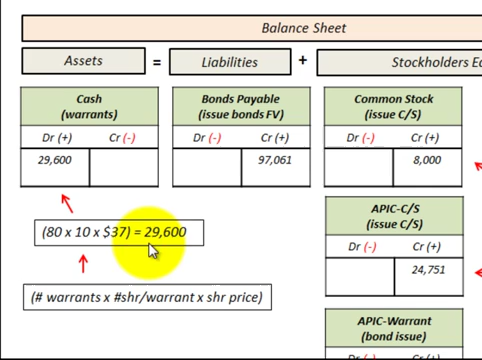 Balance Sheet
Assets = Liabilities + Stockholders E
Cash
(warrants)
Dr (+) Cr (-)
29,600
Bonds Payable
(issue bonds FV)
Dr (-) Cr (+)
97,061
Common Stock
(issue C/S)
Dr (-) Cr (+)
8,000
(80 x 10 x $37) = 29,600
(# warrants x #shr/warrant x shr price)
APIC-C/S
(issue C/S)
Dr (-) Cr (+)
24,751
APIC-Warrant
(bond issue)
Dr (-) Cr (+)